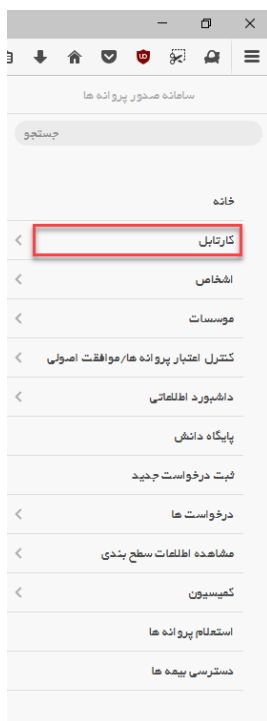 سامانه صدور پروانه ها
جستجو
خانه
کارتابل
اشخاص
موسسات
کنترل اعتبار پروانه ها/موافقت اصولی
داشبورد اطلاعاتی
پایگاه دانش
ثبت درخواست جدید
درخواست ها
مشاهده اطلاعات سطح بندی
کمیسیون
استعلام پروانه ها
دسترسی بیمه ها